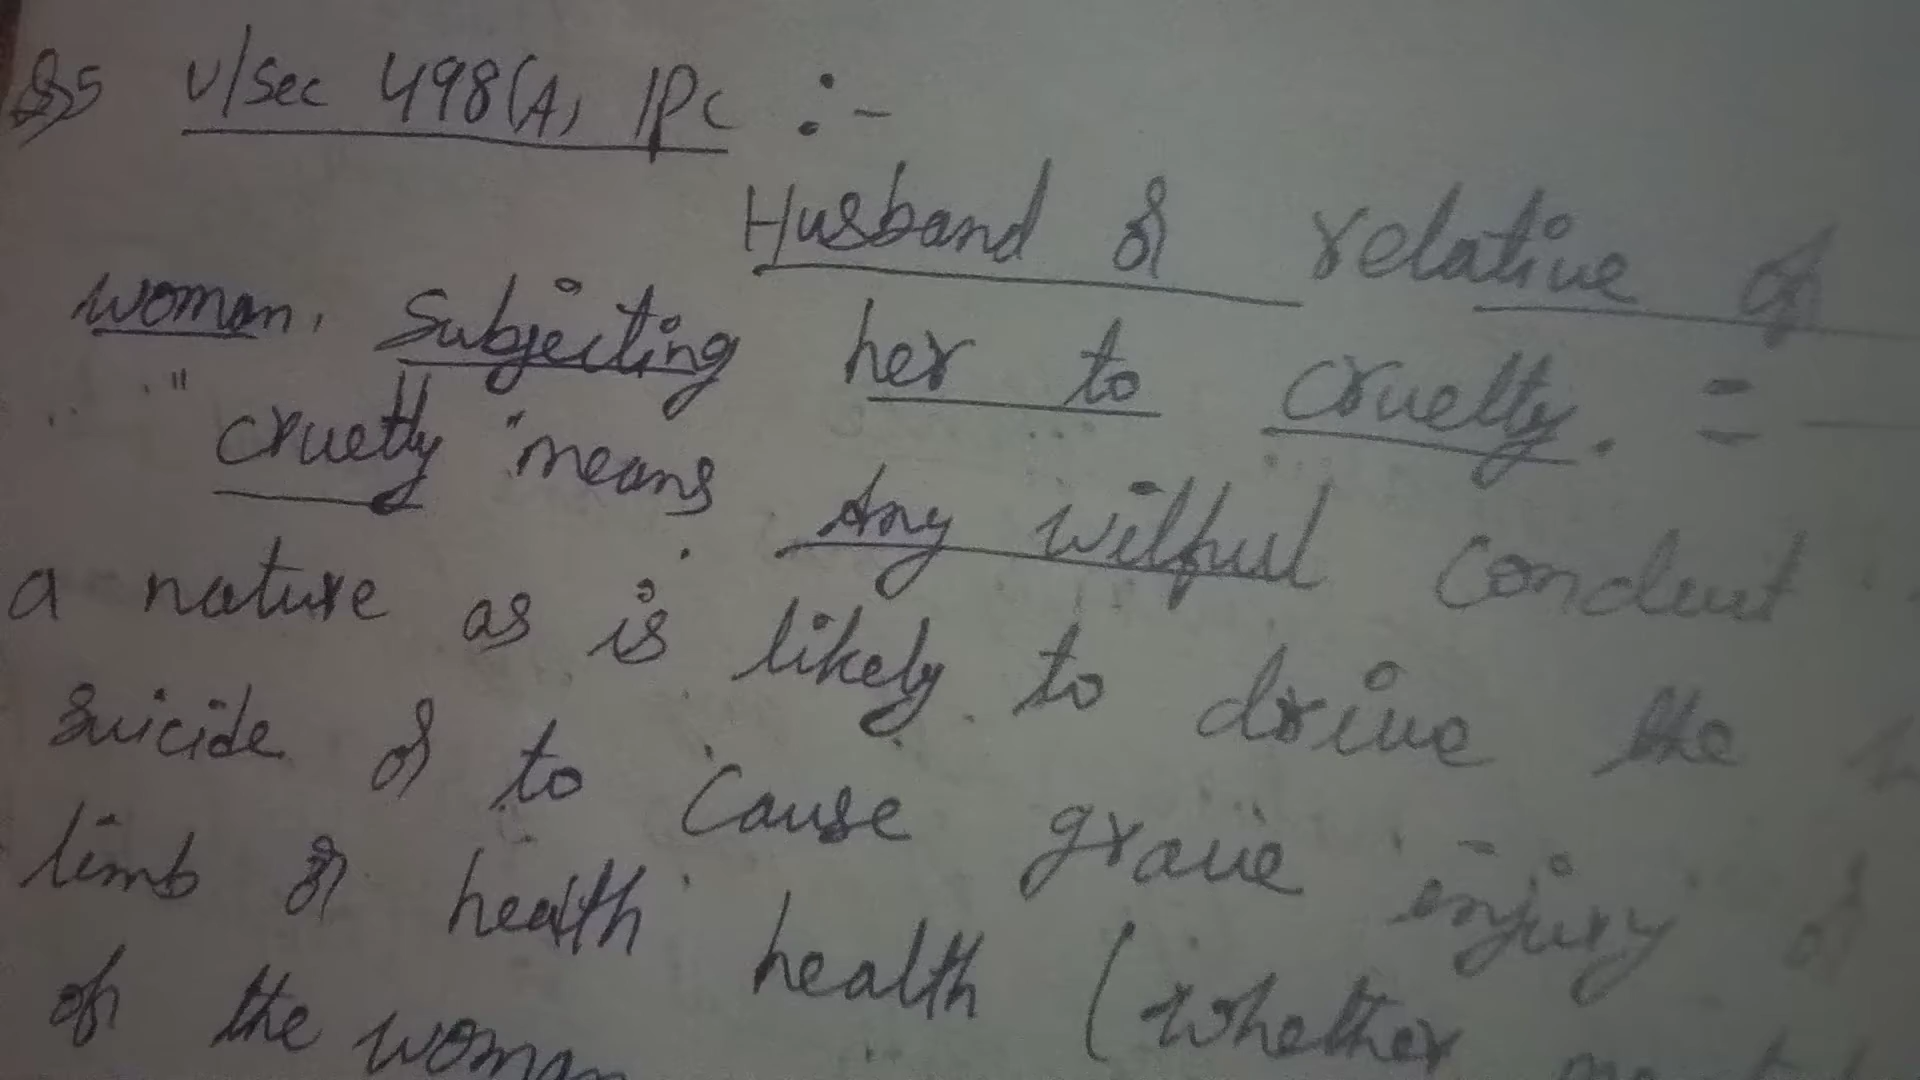 U/Sec 498(A) IPC :-
Husband or relative of
woman, Subjecting her to cruelty. =
"cruelty" means Any wilful conduct
a nature as is likely to drive the
suicide or to cause grave injury
limb or health health (whether
of the woman